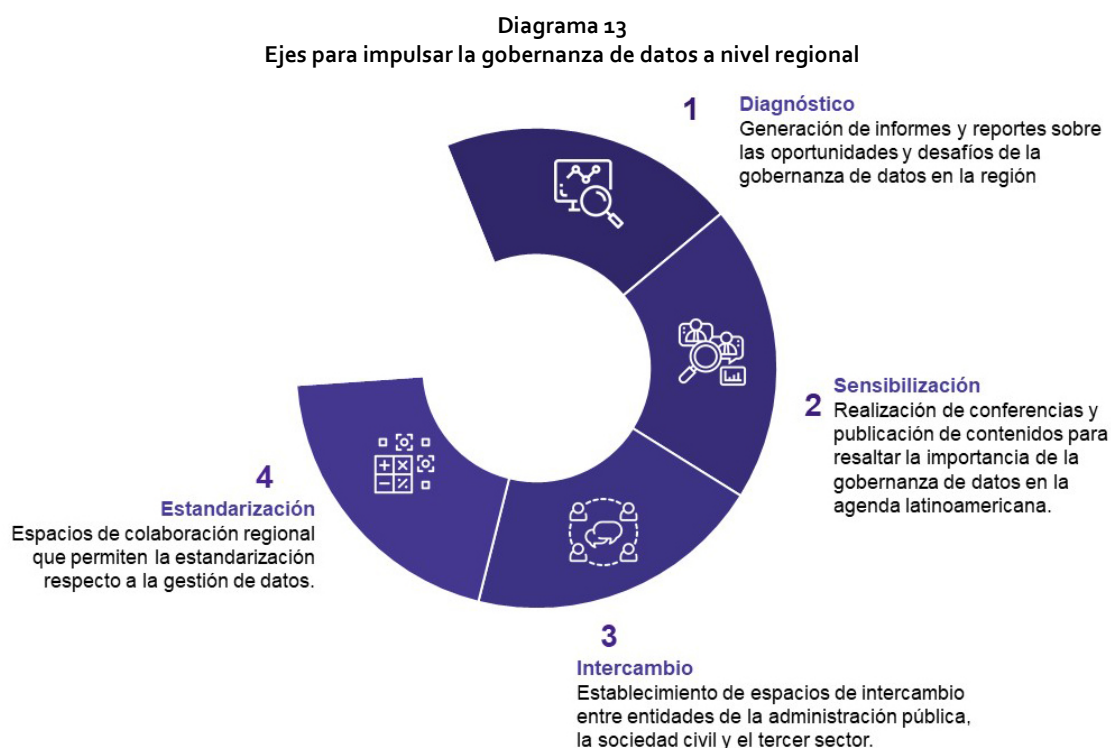 Diagrama 13
Ejes para impulsar la gobernanza de datos a nivel regional
1
Diagnóstico
Generación de informes y reportes sobre
las oportunidades y desafíos de la
gobernanza de datos en la región
2
Sensibilización
Realización de conferencias y
publicación de contenidos para
resaltar la importancia de la
gobernanza de datos en la
agenda latinoamericana.
3
Intercambio
Establecimiento de espacios de intercambio
entre entidades de la administración pública,
la sociedad civil y el tercer sector.
4
Estandarización
Espacios de colaboración regional
que permiten la estandarización
respecto a la gestión de datos.